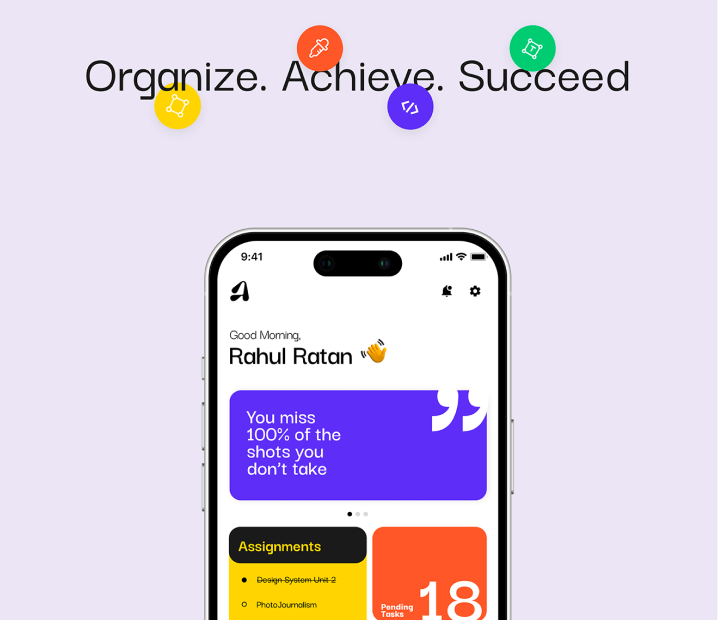 Organize. Achieve. Succeed
9:41
Good Morning,
Rahul Ratan
You miss
100% of the
shots you
don't take
Assignments
Design System Unit 2
PhotoJournalism
Pending
Tasks
18